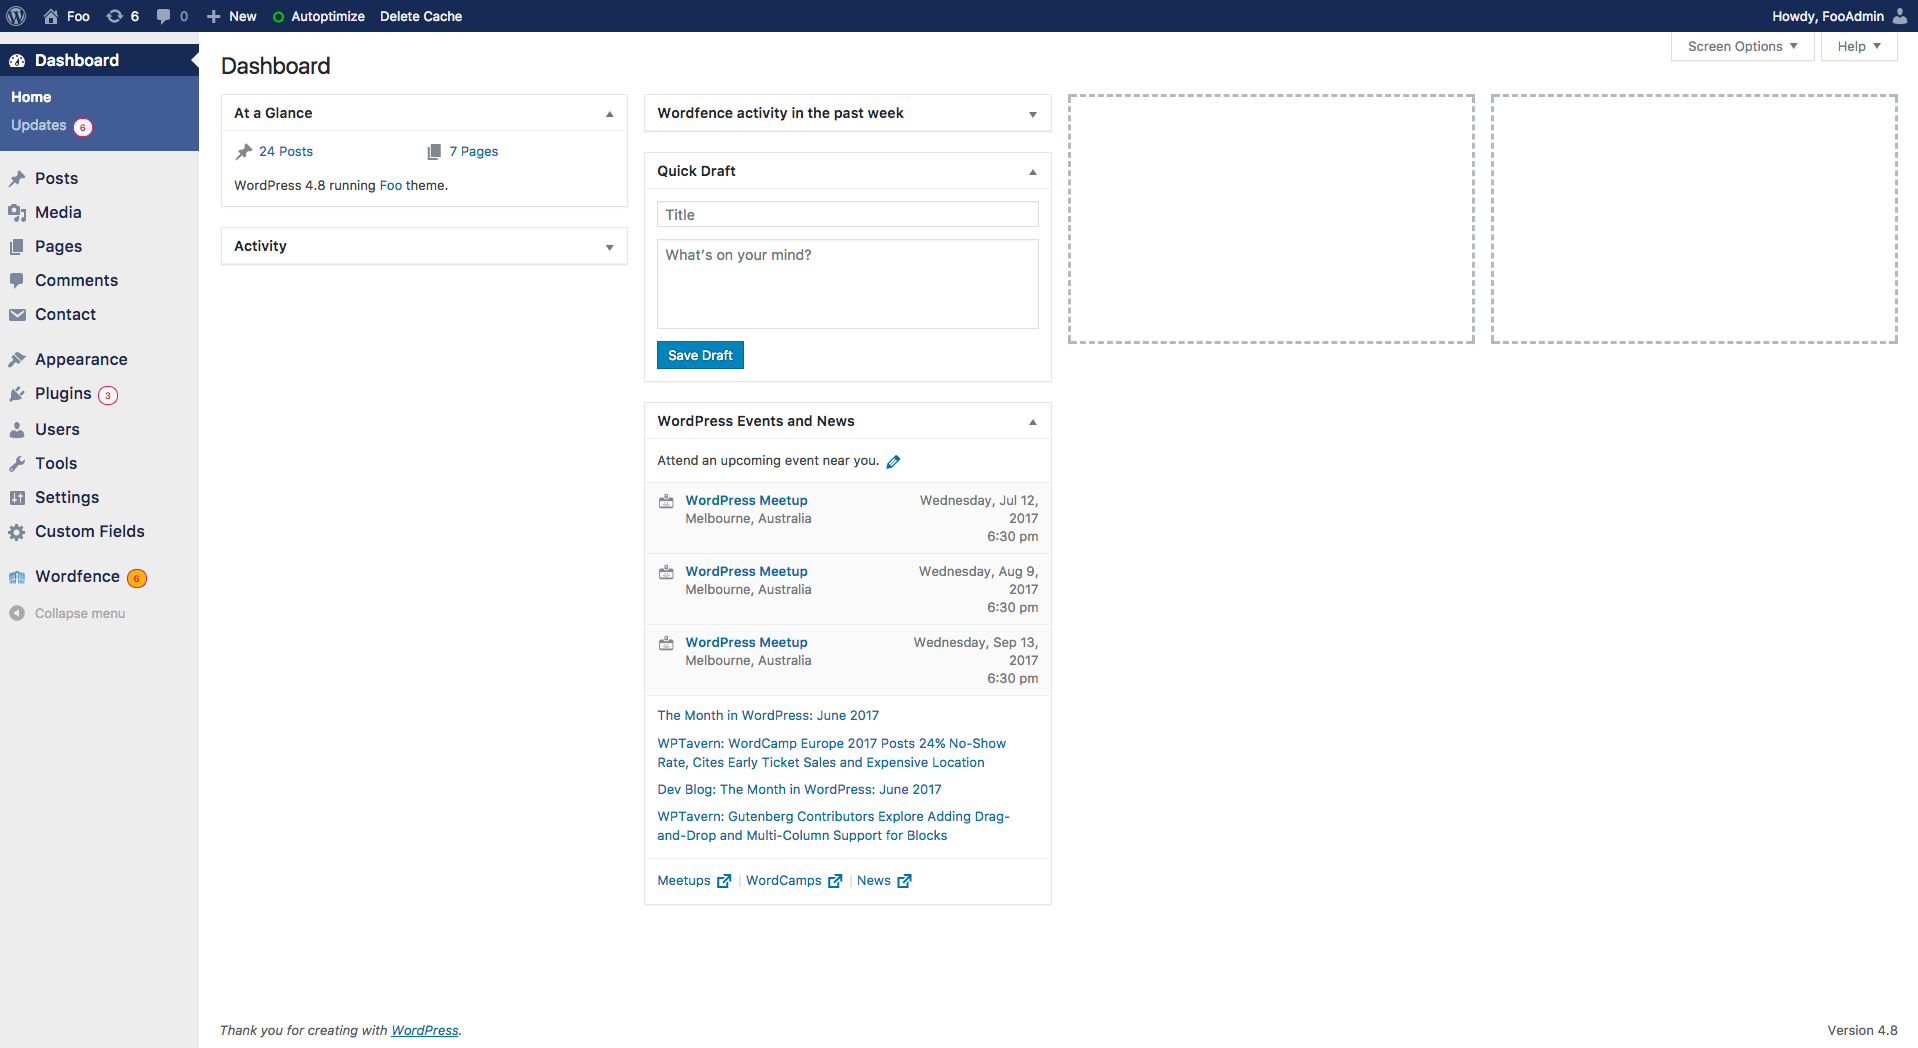 Foo 6 0 New Autoptimize Delete Cache Howdy, FooAdmin
Dashboard
Home
Updates 6
Posts
Media
Pages
Comments
Contact
Appearance
Plugins 3
Users
Tools
Settings
Custom Fields
Wordfence 6
Collapse menu
Screen Options Help
Dashboard
At a Glance
24 Posts 7 Pages
WordPress 4.8 running Foo theme.
Activity
Wordfence activity in the past week
Quick Draft
Title
What's on your mind?
Save Draft
WordPress Events and News
Attend an upcoming event near you.
WordPress Meetup Wednesday, Jul 12,
Melbourne, Australia 2017
6:30 pm
WordPress Meetup Wednesday, Aug 9,
Melbourne, Australia 2017
6:30 pm
WordPress Meetup Wednesday, Sep 13,
Melbourne, Australia 2017
6:30 pm
The Month in WordPress: June 2017
WPTavern: WordCamp Europe 2017 Posts 24% No-Show
Rate, Cites Early Ticket Sales and Expensive Location
Dev Blog: The Month in WordPress: June 2017
WPTavern: Gutenberg Contributors Explore Adding Drag-
and-Drop and Multi-Column Support for Blocks
Meetups | WordCamps | News
Thank you for creating with WordPress. Version 4.8